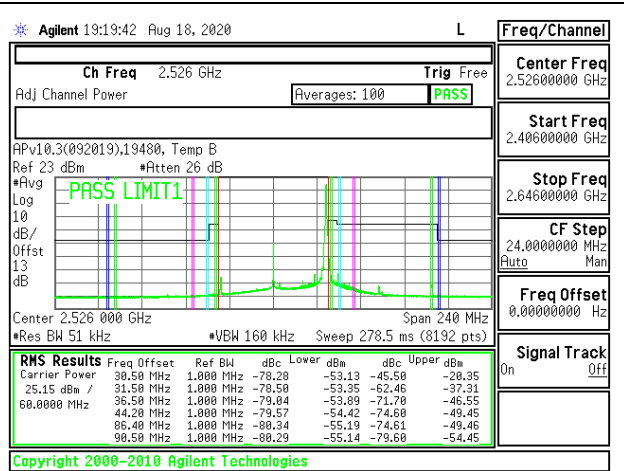 Agilent 19:19:42 Aug 18, 2020 L
Freq/Channel
Ch Freq 2.526 GHz Trig Free
Adj Channel Power Averages: 100 PASS
Center Freq
2.52600000 GHz
Start Freq
2.40600000 GHz
Stop Freq
2.64600000 GHz
CF Step
24.0000000 MHz
Auto Man
Freq Offset
0.00000000 Hz
Signal Track
On Off
APv10.3(092019),19480, Temp B
Ref 23 dBm #Atten 26 dB
#Avg
Log
10
dB/
Offst
13
dB
PASS LIMIT1
Center 2.526 000 GHz Span 240 MHz
#Res BW 51 kHz #VBW 160 kHz Sweep 278.5 ms (8192 pts)
RMS Results Freq Offset Ref BW dBc Lower dBm dBc Upper dBm
Carrier Power 30.50 MHz 1.000 MHz -78.28 -53.13 -45.50 -20.35
25.15 dBm / 31.50 MHz 1.000 MHz -78.50 -53.35 -62.46 -37.31
60.0000 MHz 36.50 MHz 1.000 MHz -79.04 -53.89 -71.70 -46.55
44.20 MHz 1.000 MHz -79.57 -54.42 -74.60 -49.45
86.40 MHz 1.000 MHz -80.34 -55.19 -74.61 -49.46
90.50 MHz 1.000 MHz -80.29 -55.14 -79.60 -54.45
Copyright 2000-2010 Agilent Technologies